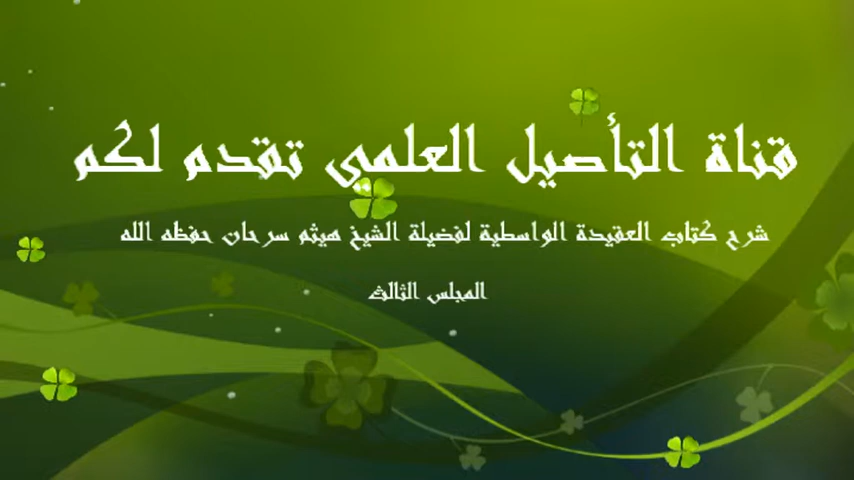 قناة التأصيل العلمي تقدم لكم
شرح كتاب العقيدة الواسطية لفضيلة الشيخ هيثم سرحان حفظه الله
المجلس الثالث